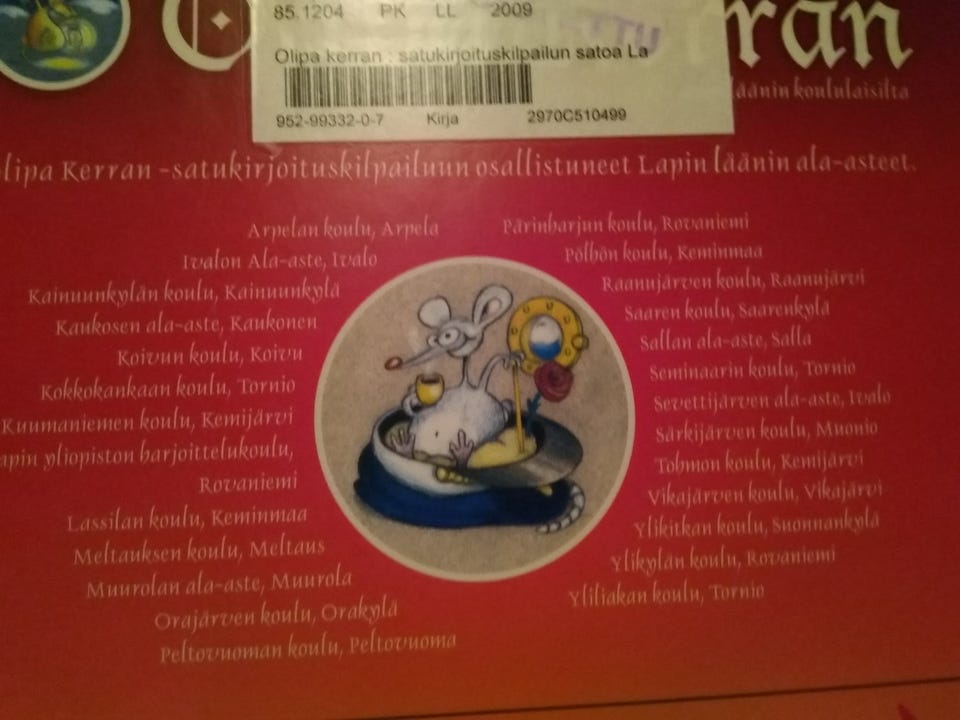 85.1204 PK LL 2009
Olipa kerran : satukirjoituskilpailun satoa La
952-99332-0-7 Kirja 2970C510499
rran
läänin koululaisilta
Olipa Kerran -satukirjoituskilpailuun osallistuneet Lapin läänin ala-asteet.
Arpelan koulu, Arpela
Ivalon Ala-aste, Ivalo
Kainuunkylän koulu, Kainuunkylä
Kaukosen ala-aste, Kaukonen
Koivun koulu, Koivu
Kokkokankaan koulu, Tornio
Kuumaniemen koulu, Kemijärvi
Lapin yliopiston harjoittelukoulu,
Rovaniemi
Lassilan koulu, Keminmaa
Meltauksen koulu, Meltaus
Muurolan ala-aste, Muurola
Orajärven koulu, Orakylä
Peltovuoman koulu, Peltovuoma
Pärinharjun koulu, Rovaniemi
Pölhön koulu, Keminmaa
Raanujärven koulu, Raanujärvi
Saaren koulu, Saarenkylä
Sallan ala-aste, Salla
Seminaarin koulu, Tornio
Sevettijärven ala-aste, Ivalo
Särkijärven koulu, Muonio
Tohmon koulu, Kemijärvi
Vikajärven koulu, Vikajärvi
Ylikitkan koulu, Suonnankylä
Ylikylän koulu, Rovaniemi
Yliliakan koulu, Tornio